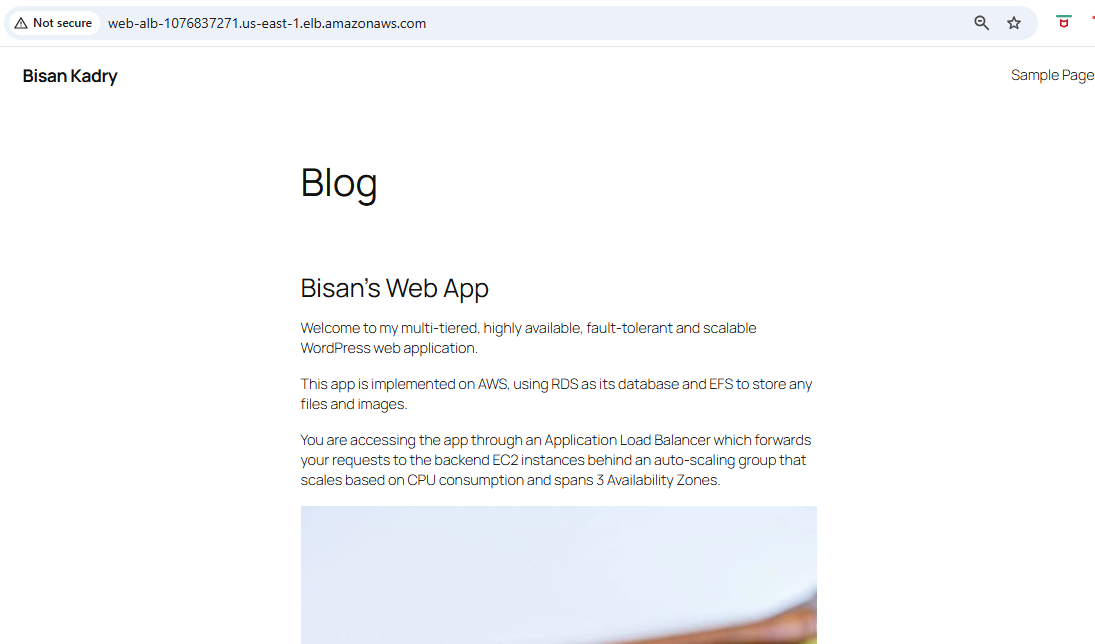 Not secure
web-alb-1076837271.us-east-1.elb.amazonaws.com
Bisan Kadry
Sample Page
Blog
Bisan’s Web App
Welcome to my multi-tiered, highly available, fault-tolerant and scalable
WordPress web application.
This app is implemented on AWS, using RDS as its database and EFS to store any
files and images.
You are accessing the app through an Application Load Balancer which forwards
your requests to the backend EC2 instances behind an auto-scaling group that
scales based on CPU consumption and spans 3 Availability Zones.